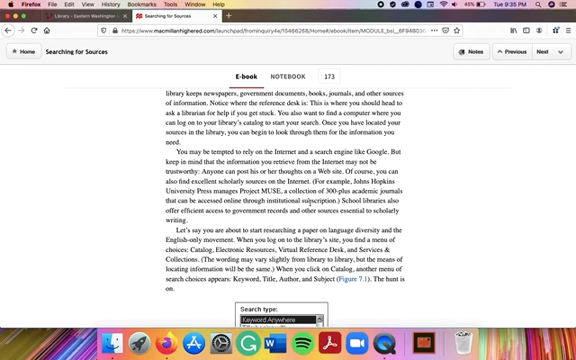 Firefox File Edit View History Bookmarks Tools Window Help
46% Tue 9:35 PM
Library - Eastern Washington
Searching for Sources
Home
Searching for Sources
Notes
Previous
Next
E-book NOTEBOOK 173
library keeps newspapers, government documents, books, journals, and other sources
of information. Notice where the reference desk is: This is where you should head to
ask a librarian for help if you get stuck. You also want to find a computer where you
can log on to your library's catalog to start your search. Once you have located your
sources in the library, you can begin to look through them for the information you
need.
You may be tempted to rely on the Internet and a search engine like Google. But
keep in mind that the information you retrieve from the Internet may not be
trustworthy: Anyone can post his or her thoughts on a Web site. Of course, you can
also find excellent scholarly sources on the Internet. (For example, Johns Hopkins
University Press manages Project MUSE, a collection of 300-plus academic journals
that can be accessed online through institutional subscription.) School libraries also
offer efficient access to government records and other sources essential to scholarly
writing.
Let's say you are about to start researching a paper on language diversity and the
English-only movement. When you log on to the library's site, you find a menu of
choices: Catalog, Electronic Resources, Virtual Reference Desk, and Services &
Collections. (The wording may vary slightly from library to library, but the means of
locating information will be the same.) When you click on Catalog, another menu of
search choices appears: Keyword, Title, Author, and Subject (Figure 7.1). The hunt is
on.
Search type:
Keyword Anywhere